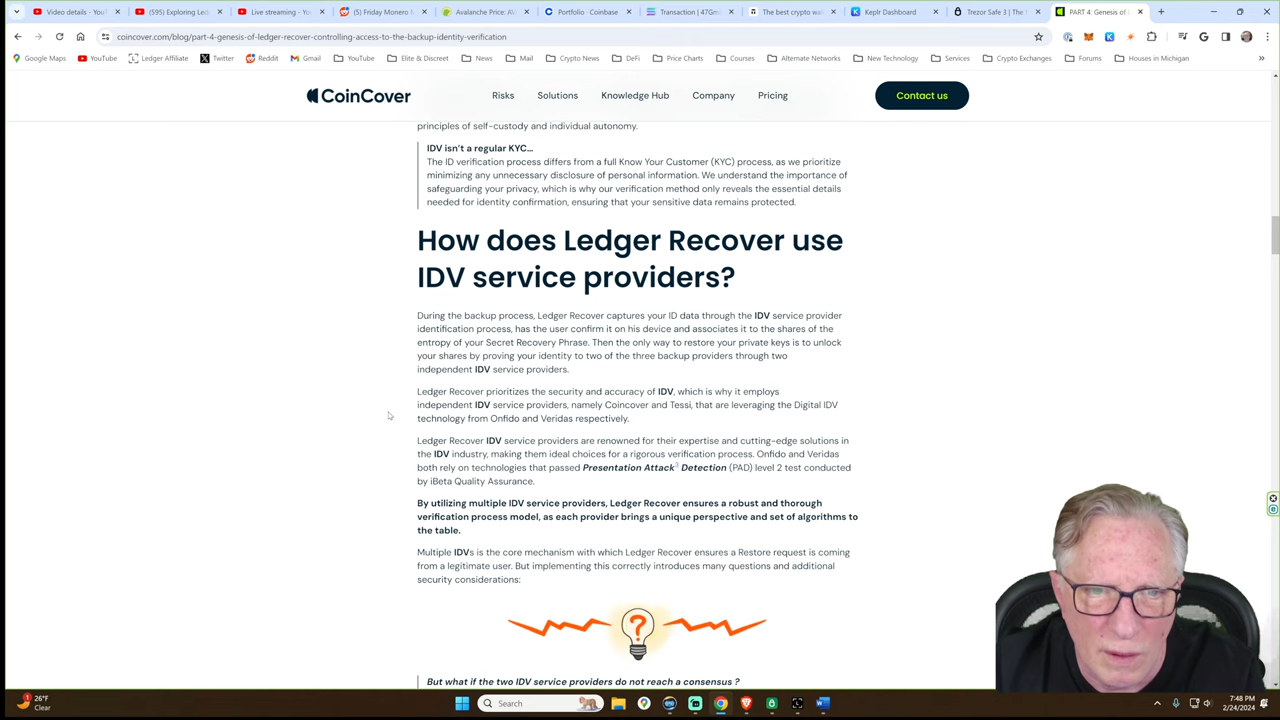 Video details - YouT
(595) Exploring Led
Live streaming - Yo
(5) Friday Monero M
Avalanche Price: AV
Portfolio · Coinbase
Transaction | 47Gen
The best crypto wal
Keplr Dashboard
Trezor Safe 3 | The S
PART 4: Genesis of
coincover.com/blog/part-4-genesis-of-ledger-recover-controlling-access-to-the-backup-identity-verification
Google Maps YouTube Ledger Affiliate Twitter Reddit Gmail YouTube Elite & Discreet News Mail Crypto News DeFi Price Charts Courses Alternate Networks New Technology Services Crypto Exchanges Forums Houses in Michigan
CoinCover
Risks Solutions Knowledge Hub Company Pricing
Contact us
principles of self-custody and individual autonomy.
IDV isn't a regular KYC...
The ID verification process differs from a full Know Your Customer (KYC) process, as we prioritize
minimizing any unnecessary disclosure of personal information. We understand the importance of
safeguarding your privacy, which is why our verification method only reveals the essential details
needed for identity confirmation, ensuring that your sensitive data remains protected.
How does Ledger Recover use
IDV service providers?
During the backup process, Ledger Recover captures your ID data through the IDV service provider
identification process, has the user confirm it on his device and associates it to the shares of the
entropy of your Secret Recovery Phrase. Then the only way to restore your private keys is to unlock
your shares by proving your identity to two of the three backup providers through two
independent IDV service providers.
Ledger Recover prioritizes the security and accuracy of IDV, which is why it employs
independent IDV service providers, namely Coincover and Tessi, that are leveraging the Digital IDV
technology from Onfido and Veridas respectively.
Ledger Recover IDV service providers are renowned for their expertise and cutting-edge solutions in
the IDV industry, making them ideal choices for a rigorous verification process. Onfido and Veridas
both rely on technologies that passed Presentation Attack³ Detection (PAD) level 2 test conducted
by iBeta Quality Assurance.
By utilizing multiple IDV service providers, Ledger Recover ensures a robust and thorough
verification process model, as each provider brings a unique perspective and set of algorithms to
the table.
Multiple IDVs is the core mechanism with which Ledger Recover ensures a Restore request is coming
from a legitimate user. But implementing this correctly introduces many questions and additional
security considerations:
?
But what if the two IDV service providers do not reach a consensus ?
1
26°F
Clear
Search
7:48 PM
2/24/2024